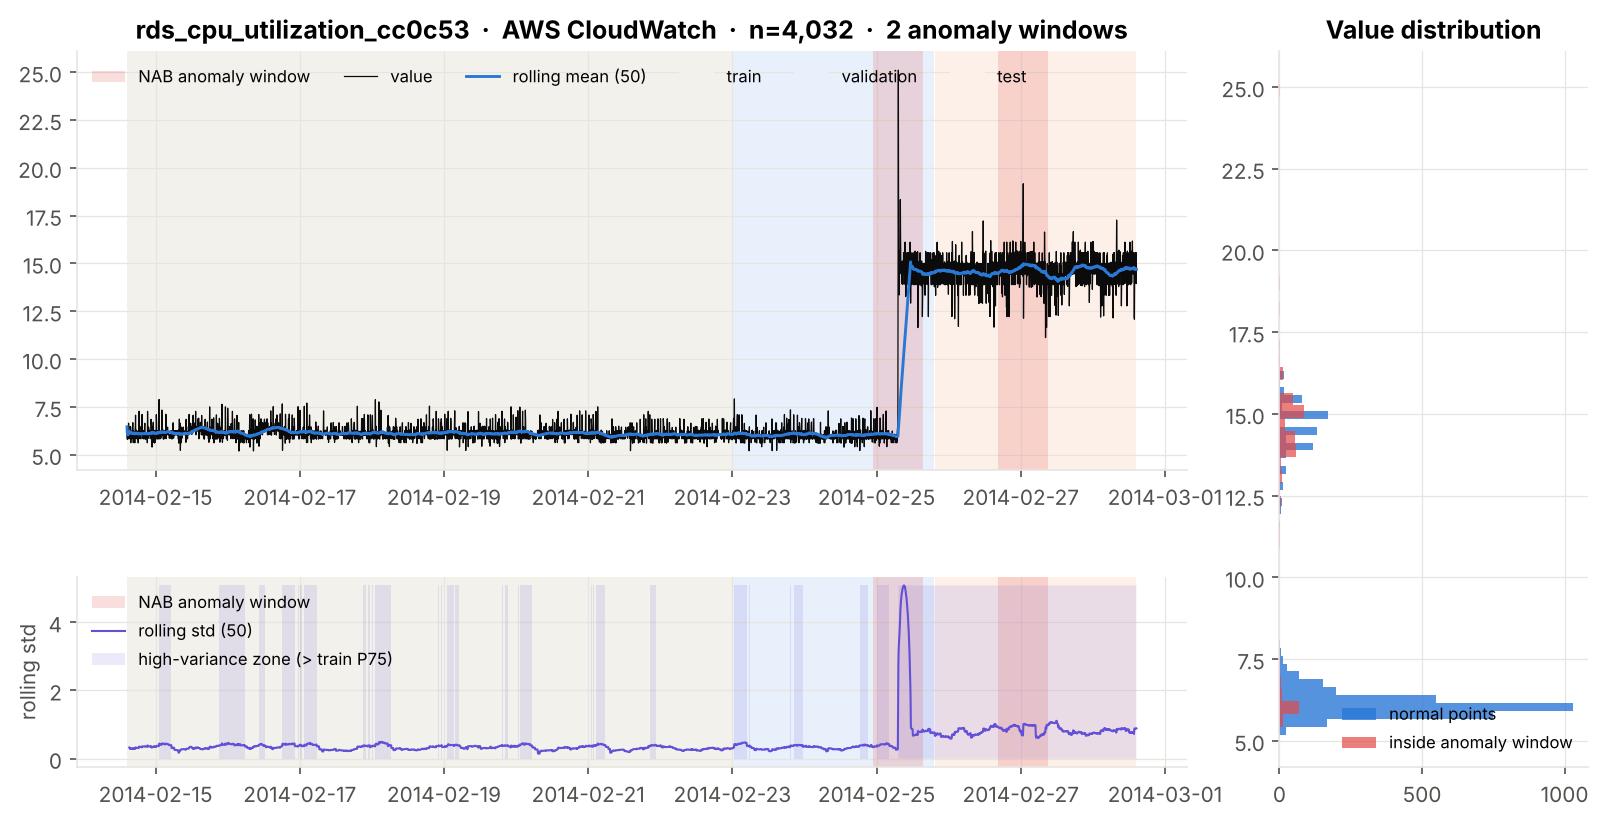 rds_cpu_utilization_cc0c53 · AWS CloudWatch · n=4,032 · 2 anomaly windows
NAB anomaly window
value
rolling mean (50)
train
validation
test
25.0
22.5
20.0
17.5
15.0
12.5
10.0
7.5
5.0
2014-02-15
2014-02-17
2014-02-19
2014-02-21
2014-02-23
2014-02-25
2014-02-27
2014-03-01
Value distribution
25.0
22.5
20.0
17.5
15.0
12.5
10.0
7.5
5.0
normal points
inside anomaly window
0
500
1000
rolling std
4
2
0
NAB anomaly window
rolling std (50)
high-variance zone (> train P75)
2014-02-15
2014-02-17
2014-02-19
2014-02-21
2014-02-23
2014-02-25
2014-02-27
2014-03-01